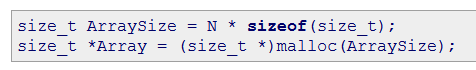 size_t ArraySize = N * sizeof(size_t);
size_t *Array = (size_t *)malloc(ArraySize);